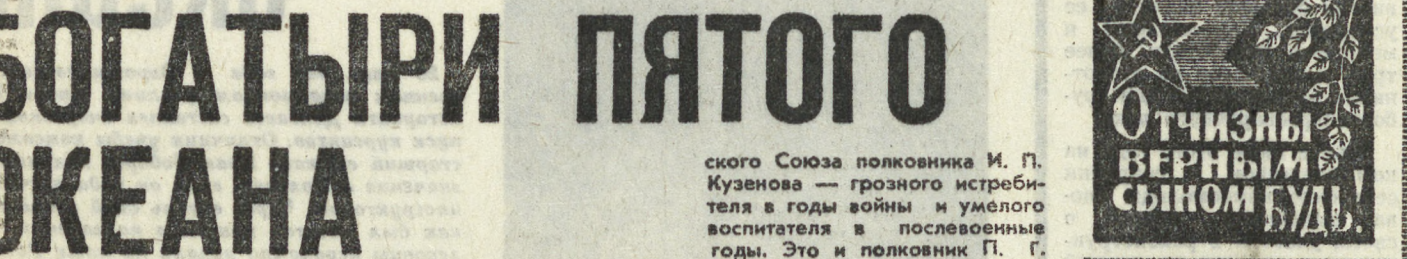 БОГАТЫРИ ПЯТОГО
ОКЕАНА
ского Союза полковника И. П.
Кузенова — грозного истреби-
теля в годы войны и умелого
воспитателя в послевоенные
годы. Это и полковник П. Г.
ОТЧИЗНЫ
ВЕРНЫМ
СЫНОМ БУДЬ!